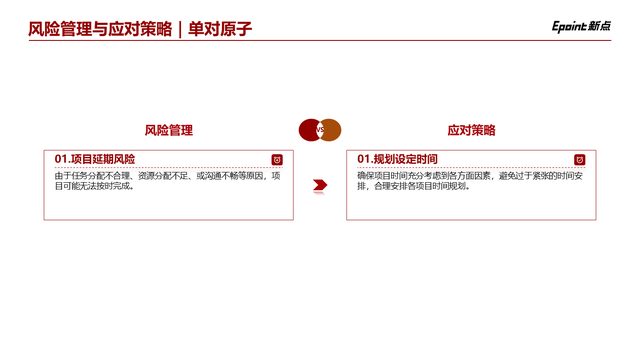 风险管理与应对策略｜单对原子
Epoint新点
风险管理
VS
应对策略
01.项目延期风险
由于任务分配不合理、资源分配不足、或沟通不畅等原因，项
目可能无法按时完成。
01.规划设定时间
确保项目时间充分考虑到各方面因素，避免过于紧张的时间安
排，合理安排各项目时间规划。